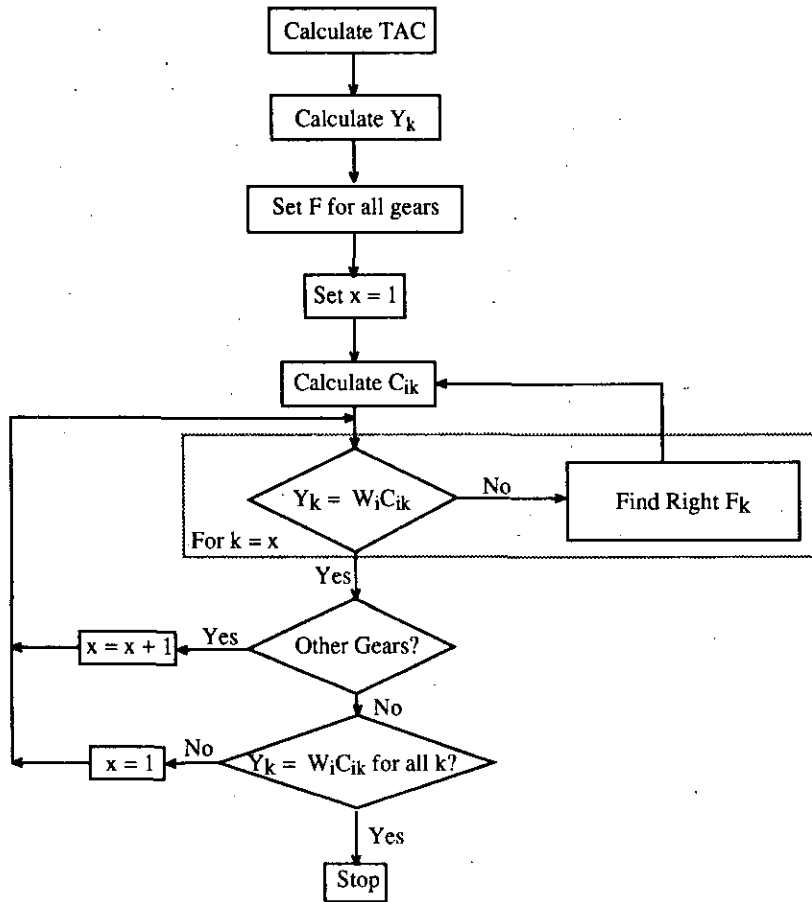 Calculate TAC
Calculate Yk
Set F for all gears
Set x = 1
Calculate Cik
Yk = WiCik
No
Find Right Fk
For k = x
Yes
Other Gears?
Yes
x = x + 1
No
Yk = WiCik for all k?
No
x = 1
Yes
Stop